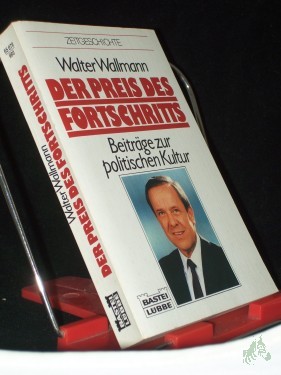 ZEITGESCHICHTE
Walter Wallmann
DER PREIS DES
FORTSCHRITTS
Beiträge zur
politischen Kultur
BASTEI
LÜBBE
Walter Wallmann
DER PREIS DES FORTSCHRITTS